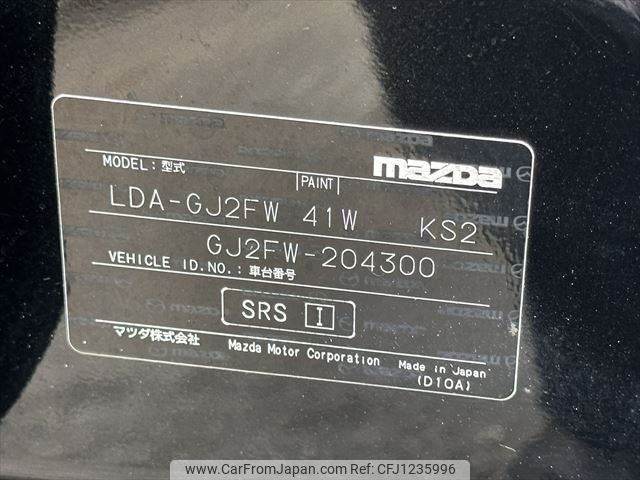 MODEL：型式
mazda
PAINT
LDA-GJ2FW 41W KS2
GJ2FW-204300
VEHICLE ID.NO.：車台番号
SRS I
マツダ株式会社 Mazda Motor Corporation Made in Japan
(D10A)
www.CarFromJapan.com | CFJ1235996